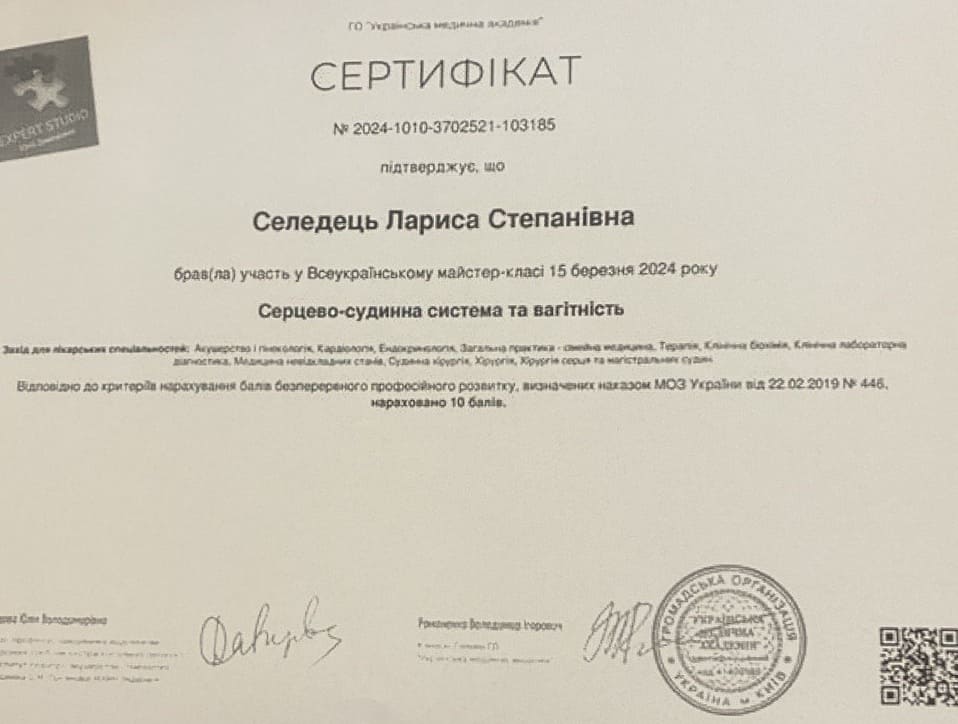 ГО "Українська медична академія"
СЕРТИФІКАТ
EXPERT STUDIO
№ 2024-1010-3702521-103185
підтверджує, що
Селедець Лариса Степанівна
брав(ла) участь у Всеукраїнському майстер-класі 15 березня 2024 року
Серцево-судинна система та вагітність
Захід для лікарських спеціальностей: Акушерство і гінекологія, Кардіологія, Ендокринологія, Загальна практика - сімейна медицина, Терапія, Клінічна біохімія, Клінічна лабораторна
діагностика, Медицина невідкладних станів, Судинна хірургія, Хірургія, Хірургія серця та магістральних судин
Відповідно до критеріїв нарахування балів безперереного професійного розвитку, визначених наказом МОЗ України від 22.02.2019 № 446,
нараховано 10 балів.
Володимирівна
Романенко Володимир Ігорович
ГРОМАДСЬКА ОРГАНІЗАЦІЯ
УКРАЇНСЬКА
МЕДИЧНА
АКАДЕМІЯ
УКРАЇНА м КИЇВ